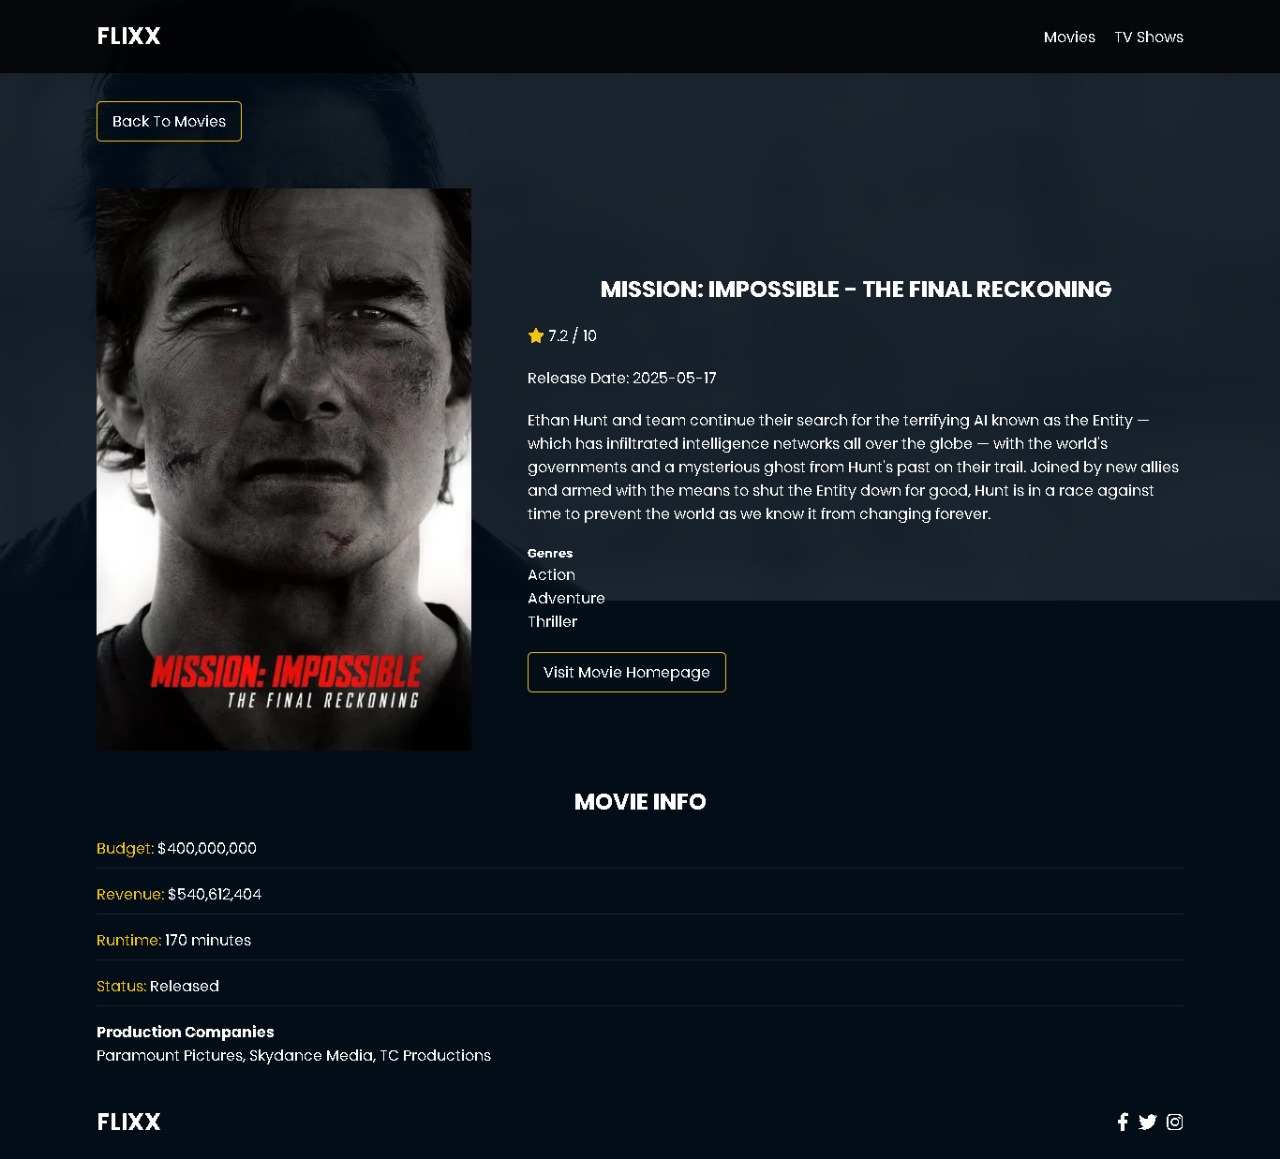 FLIXX
Movies TV Shows
Back To Movies
MISSION: IMPOSSIBLE
THE FINAL RECKONING
MISSION: IMPOSSIBLE - THE FINAL RECKONING
7.2 / 10
Release Date: 2025-05-17
Ethan Hunt and team continue their search for the terrifying AI known as the Entity —
which has infiltrated intelligence networks all over the globe — with the world's
governments and a mysterious ghost from Hunt's past on their trail. Joined by new allies
and armed with the means to shut the Entity down for good, Hunt is in a race against
time to prevent the world as we know it from changing forever.
Genres
Action
Adventure
Thriller
Visit Movie Homepage
MOVIE INFO
Budget: $400,000,000
Revenue: $540,612,404
Runtime: 170 minutes
Status: Released
Production Companies
Paramount Pictures, Skydance Media, TC Productions
FLIXX